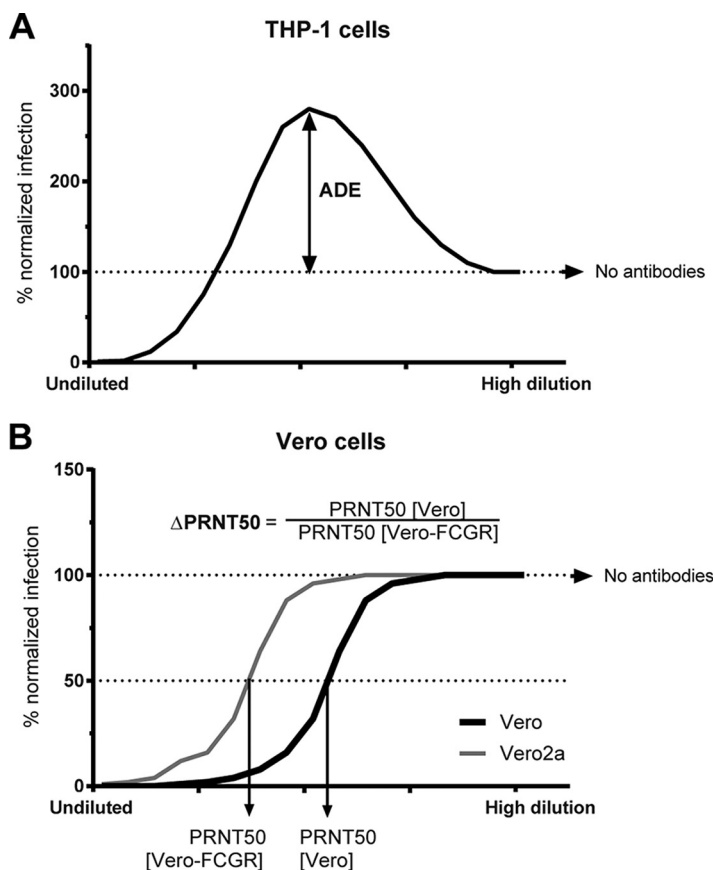 A
THP-1 cells
% normalized infection
300
200
100
0
ADE
No antibodies
Undiluted
High dilution
B
Vero cells
% normalized infection
150
100
50
0
ΔPRNT50 = PRNT50 [Vero]
PRNT50 [Vero-FCGR]
No antibodies
Vero
Vero2a
Undiluted
High dilution
PRNT50
[Vero-FCGR]
PRNT50
[Vero]